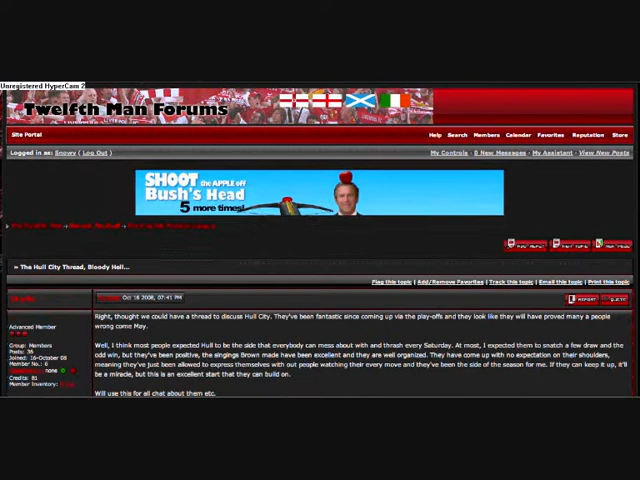 Unregistered HyperCam 2
Twelfth Man Forums
Site Portal
Help Search Members Calendar Favorites Reputation Store
Logged in as: Snowy ( Log Out )
My Controls · 0 New Messages · My Assistant · View New Posts
SHOOT the APPLE off
Bush's Head
5 more times!
» The Hull City Thread, Bloody Hell...
Flag this topic | Add/Remove Favorites | Track this topic | Email this topic | Print this topic
Oct 16 2008, 07:41 PM
Right, thought we could have a thread to discuss Hull City. They've been fantastic since coming up via the play-offs and they look like they will have proved many a people
wrong come May.
Advanced Member
Group: Members
Posts: 36
Joined: 16-October 08
Member No.: 6
none
Credits: 81
Member Inventory:
Well, I think most people expected Hull to be the side that everybody can mess about with and thrash every Saturday. At most, I expected them to snatch a few draw and the
odd win, but they've been positive, the singings Brown made have been excellent and they are well organized. They have come up with no expectation on their shoulders,
meaning they've just been allowed to express themselves with out people watching their every move and they've been the side of the season for me. If they can keep it up, it'll
be a miracle, but this is an excellent start that they can build on.
Will use this for all chat about them etc.